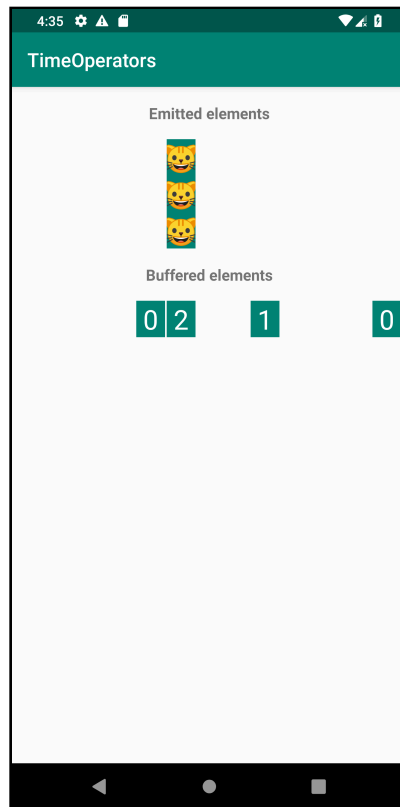 4:35
TimeOperators
Emitted elements
Buffered elements
0 2 1 0